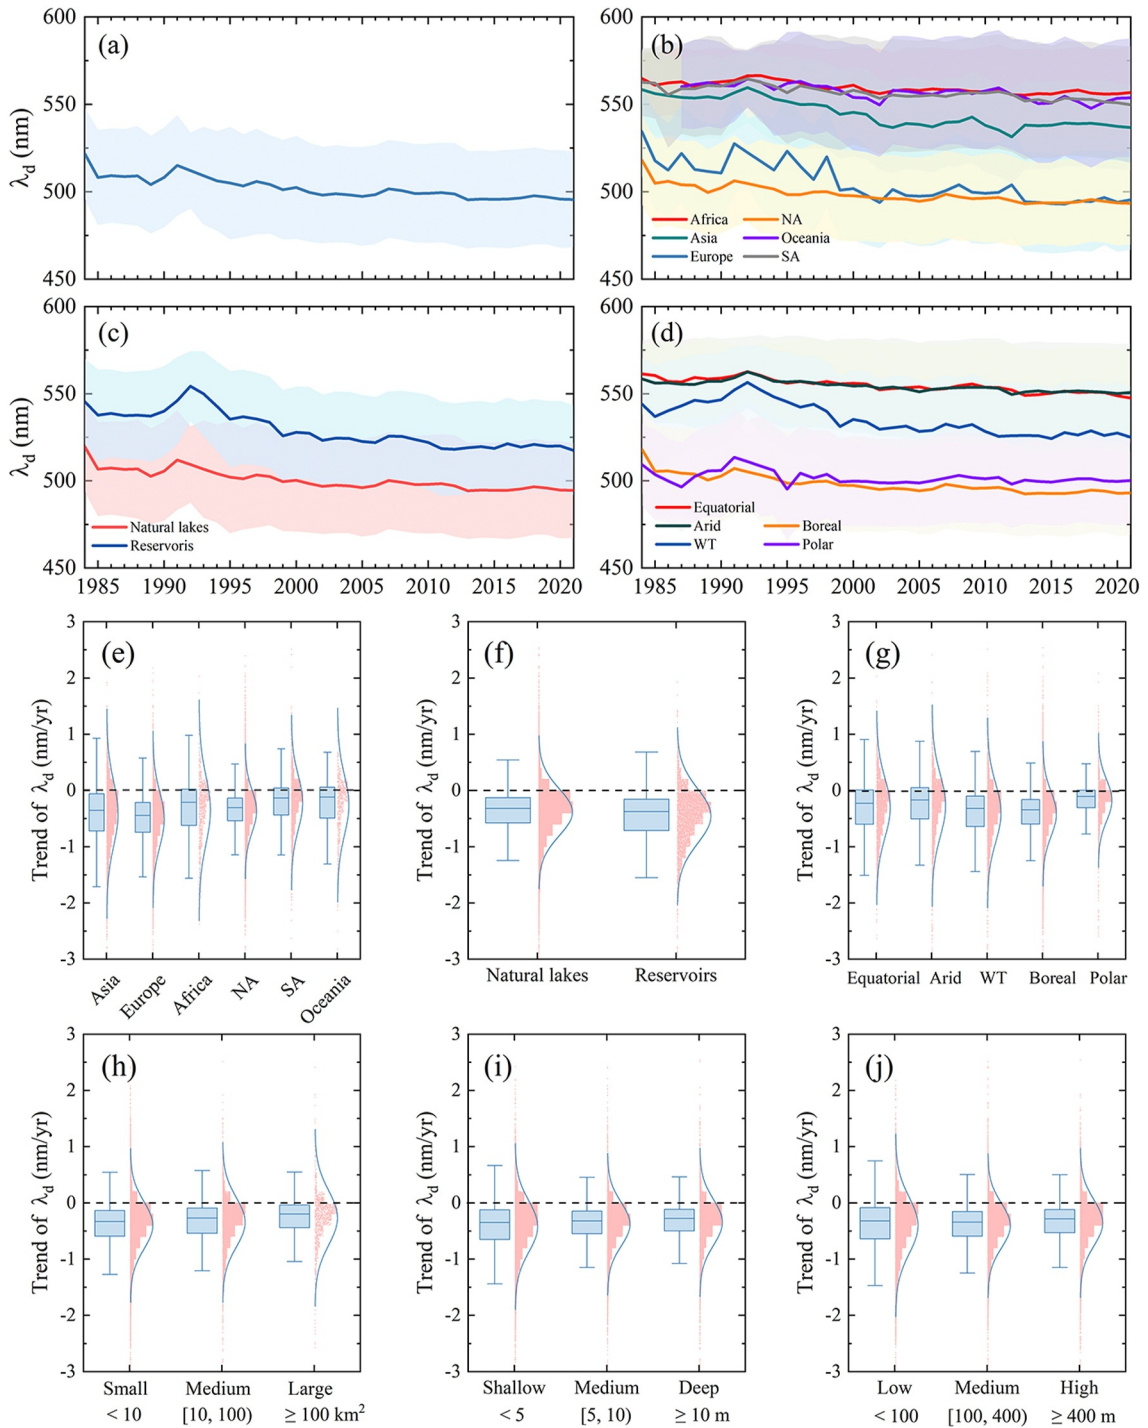 600
(a)
550
λd (nm)
500
450
600
(b)
550
500
Africa NA
Asia Oceania
Europe SA
450
600
(c)
550
λd (nm)
500
Natural lakes
Reservoris
450
1985 1990 1995 2000 2005 2010 2015 2020
600
(d)
550
500
Equatorial
Arid Boreal
WT Polar
450
1985 1990 1995 2000 2005 2010 2015 2020
(e)
Trend of λd (nm/yr)
3
2
1
0
-1
-2
-3
Asia Europe Africa NA SA Oceania
(f)
Trend of λd (nm/yr)
3
2
1
0
-1
-2
-3
Natural lakes Reservoirs
(g)
Trend of λd (nm/yr)
3
2
1
0
-1
-2
-3
Equatorial Arid WT Boreal Polar
(h)
Trend of λd (nm/yr)
3
2
1
0
-1
-2
-3
Small Medium Large
< 10 [10, 100) ≥ 100 km²
(i)
Trend of λd (nm/yr)
3
2
1
0
-1
-2
-3
Shallow Medium Deep
< 5 [5, 10) ≥ 10 m
(j)
Trend of λd (nm/yr)
3
2
1
0
-1
-2
-3
Low Medium High
< 100 [100, 400) ≥ 400 m